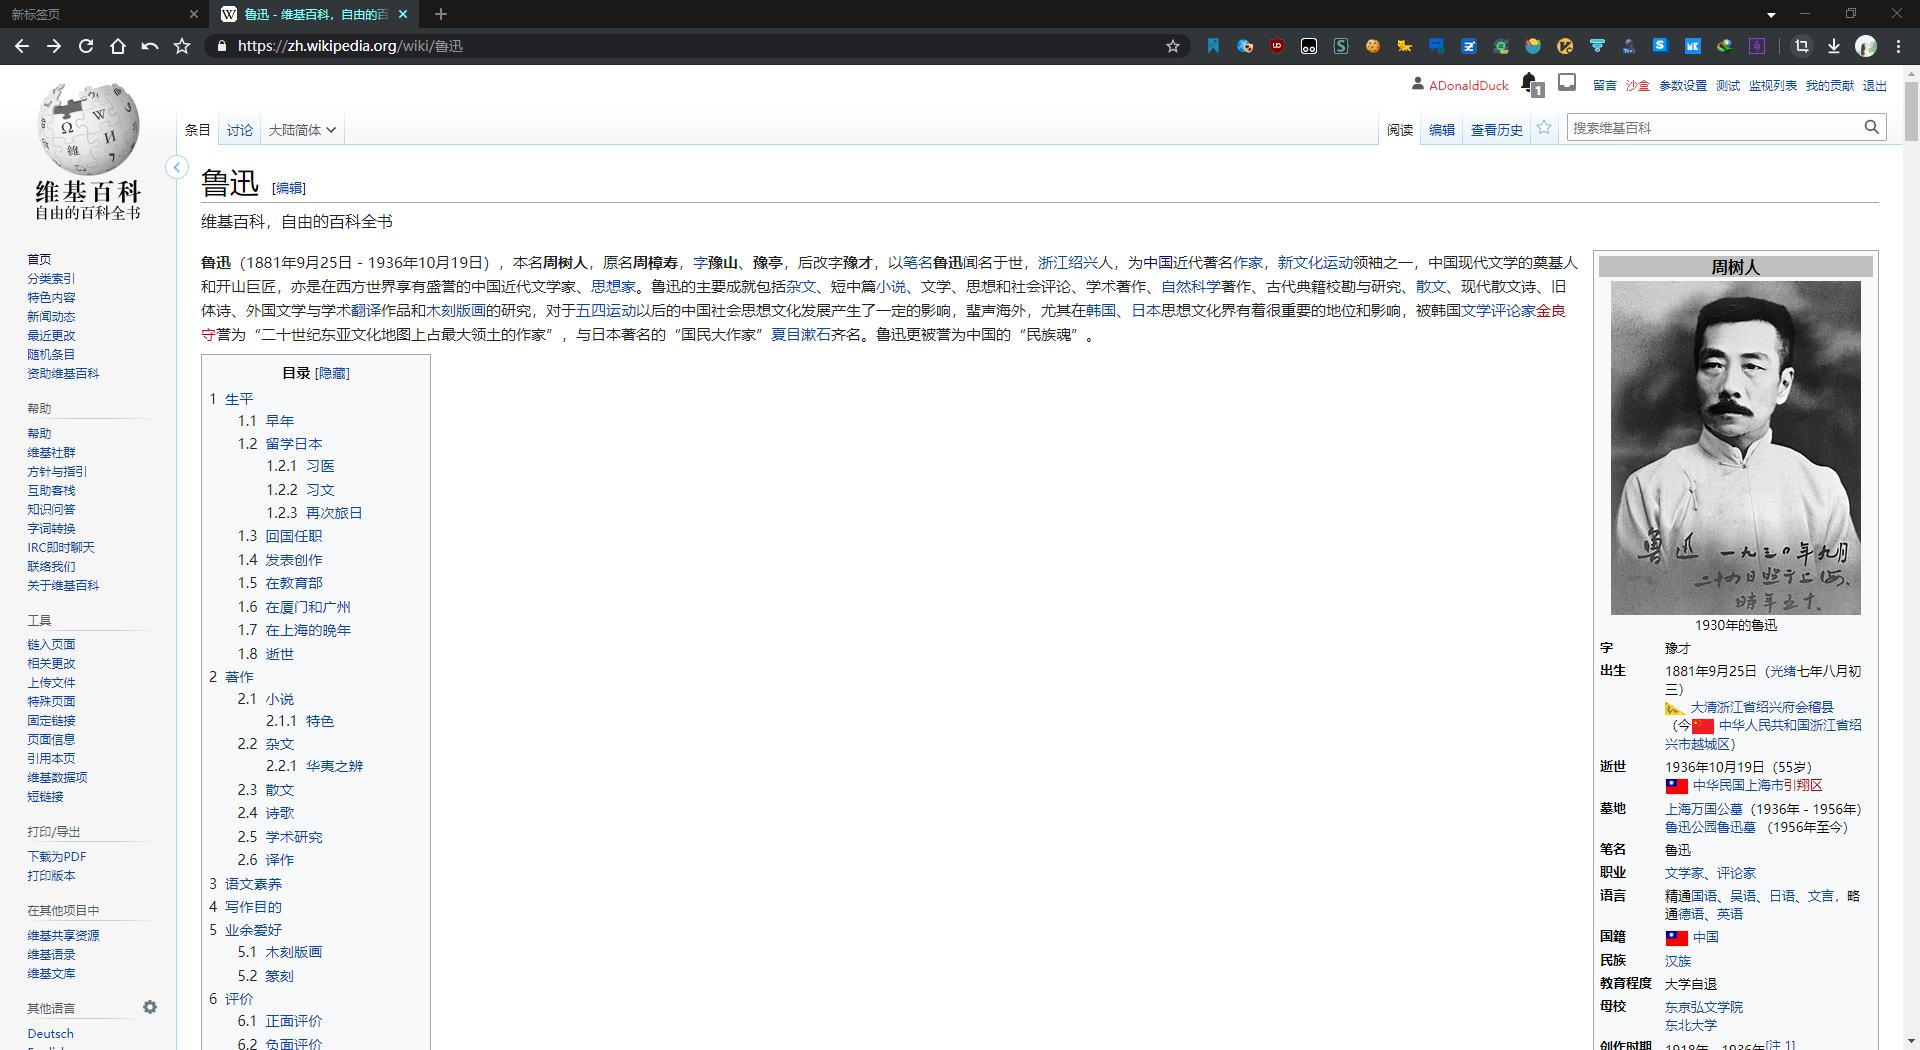 新标签页
鲁迅 - 维基百科，自由的百
https://zh.wikipedia.org/wiki/鲁迅
ADonaldDuck
1
留言 沙盒 参数设置 测试 监视列表 我的贡献 退出
条目 讨论 大陆简体
阅读 编辑 查看历史
搜索维基百科
维基百科
自由的百科全书
首页
分类索引
特色内容
新闻动态
最近更改
随机条目
资助维基百科
帮助
帮助
维基社群
方针与指引
互助客栈
知识问答
字词转换
IRC即时聊天
联络我们
关于维基百科
工具
链入页面
相关更改
上传文件
特殊页面
固定链接
页面信息
引用本页
维基数据项
短链接
打印/导出
下载为PDF
打印版本
在其他项目中
维基共享资源
维基语录
维基文库
其他语言
Deutsch
鲁迅 [编辑]
维基百科，自由的百科全书
鲁迅（1881年9月25日 - 1936年10月19日），本名周树人，原名周樟寿，字豫山、豫亭，后改字豫才，以笔名鲁迅闻名于世，浙江绍兴人，为中国近代著名作家，新文化运动领袖之一，中国现代文学的奠基人
和开山巨匠，亦是在西方世界享有盛誉的中国近代文学家、思想家。鲁迅的主要成就包括杂文、短中篇小说、文学、思想和社会评论、学术著作、自然科学著作、古代典籍校勘与研究、散文、现代散文诗、旧
体诗、外国文学与学术翻译作品和木刻版画的研究，对于五四运动以后的中国社会思想文化发展产生了一定的影响，蜚声海外，尤其在韩国、日本思想文化界有着很重要的地位和影响，被韩国文学评论家金良
守誉为“二十世纪东亚文化地图上占最大领土的作家”，与日本著名的“国民大作家”夏目漱石齐名。鲁迅更被誉为中国的“民族魂”。
目录 [隐藏]
1 生平
1.1 早年
1.2 留学日本
1.2.1 习医
1.2.2 习文
1.2.3 再次旅日
1.3 回国任职
1.4 发表创作
1.5 在教育部
1.6 在厦门和广州
1.7 在上海的晚年
1.8 逝世
2 著作
2.1 小说
2.1.1 特色
2.2 杂文
2.2.1 华夷之辨
2.3 散文
2.4 诗歌
2.5 学术研究
2.6 译作
3 语文素养
4 写作目的
5 业余爱好
5.1 木刻版画
5.2 篆刻
6 评价
6.1 正面评价
6.2 负面评价
周树人
鲁迅 一九三〇年九月
二十四日照于上海、
時年五十、
1930年的鲁迅
字 豫才
出生 1881年9月25日（光绪七年八月初
三）
大清浙江省绍兴府会稽县
（今 中华人民共和国浙江省绍
兴市越城区）
逝世 1936年10月19日（55岁）
中华民国上海市引翔区
墓地 上海万国公墓（1936年 - 1956年）
鲁迅公园鲁迅墓 （1956年至今）
笔名 鲁迅
职业 文学家、评论家
语言 精通国语、吴语、日语、文言，略
通德语、英语
国籍 中国
民族 汉族
教育程度 大学自退
母校 东京弘文学院
东北大学
创作时期 1918年－1936年[注 1]